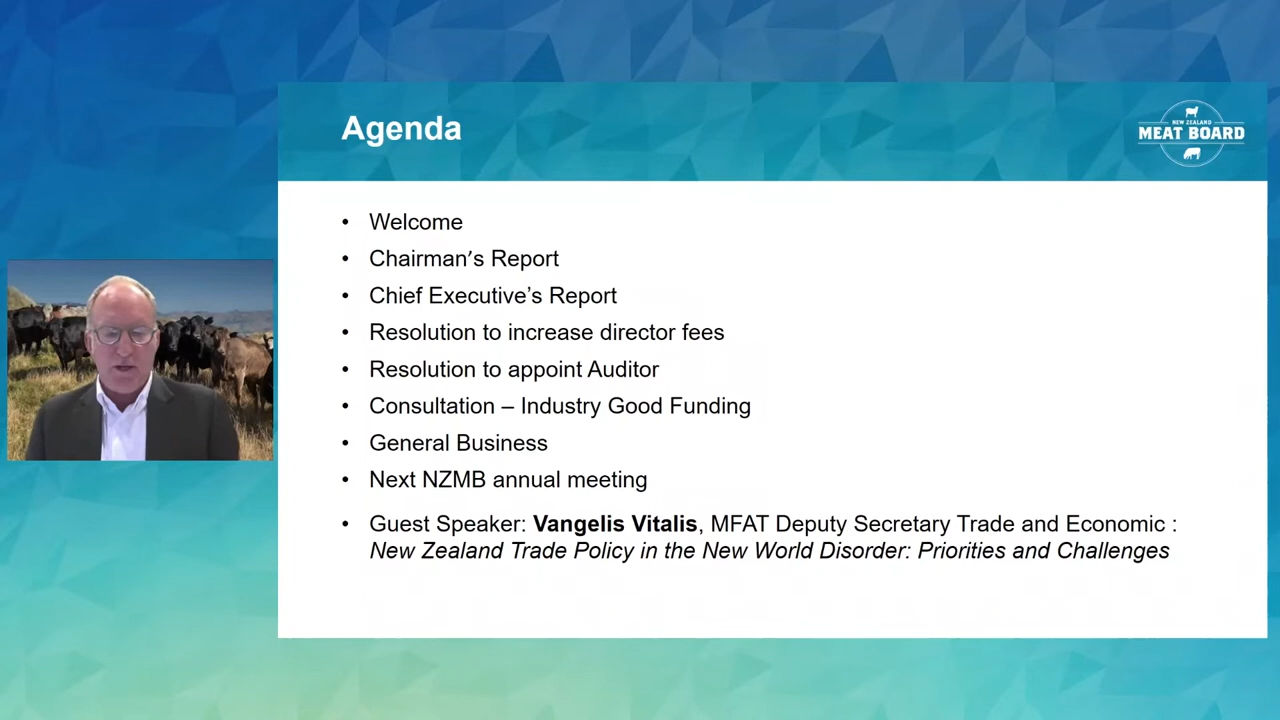 Agenda
NEW ZEALAND
MEAT BOARD
• Welcome
• Chairman's Report
• Chief Executive’s Report
• Resolution to increase director fees
• Resolution to appoint Auditor
• Consultation – Industry Good Funding
• General Business
• Next NZMB annual meeting
• Guest Speaker: Vangelis Vitalis, MFAT Deputy Secretary Trade and Economic :
New Zealand Trade Policy in the New World Disorder: Priorities and Challenges